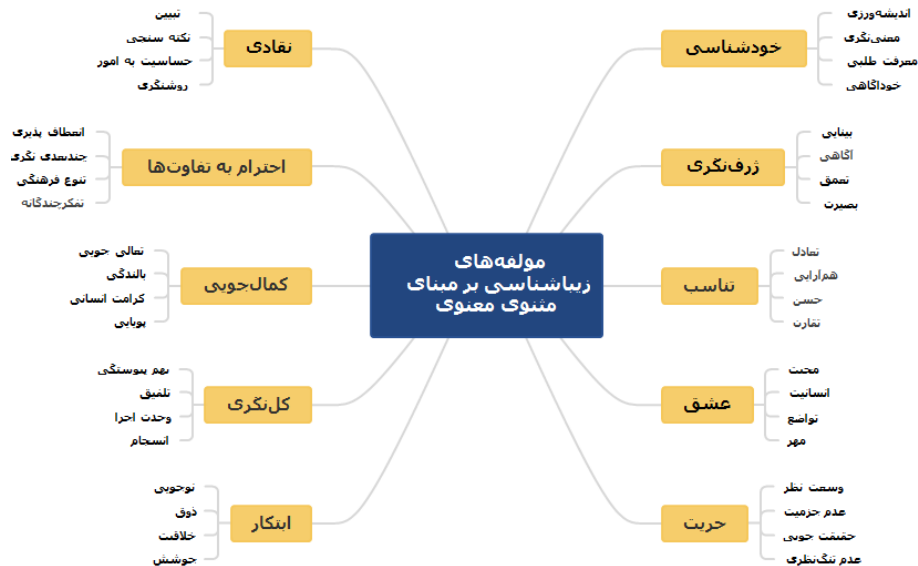 مولفه‌های
زیباشناسی بر مبنای
مثنوی معنوی
خودشناسی
اندیشه‌ورزی
معنی‌نگری
معرفت طلبی
خودآگاهی
ژرف‌نگری
بینایی
آگاهی
تعمق
بصیرت
تناسب
تعادل
هم‌آرایی
حسن
تقارن
عشق
محبت
انسانیت
تواضع
مهر
حریت
وسعت نظر
عدم جزمیت
حقیقت جویی
عدم تنگ‌نظری
نقادی
تبیین
نکته سنجی
حساسیت به امور
روشنگری
احترام به تفاوت‌ها
انعطاف پذیری
چندبعدی نگری
تنوع فرهنگی
تفکرچندگانه
کمال‌جویی
تعالی جویی
بالندگی
کرامت انسانی
پویایی
کل‌نگری
بهم پیوستگی
تلفیق
وحدت اجزا
انسجام
ابتکار
نوجویی
ذوق
خلاقیت
جوشش